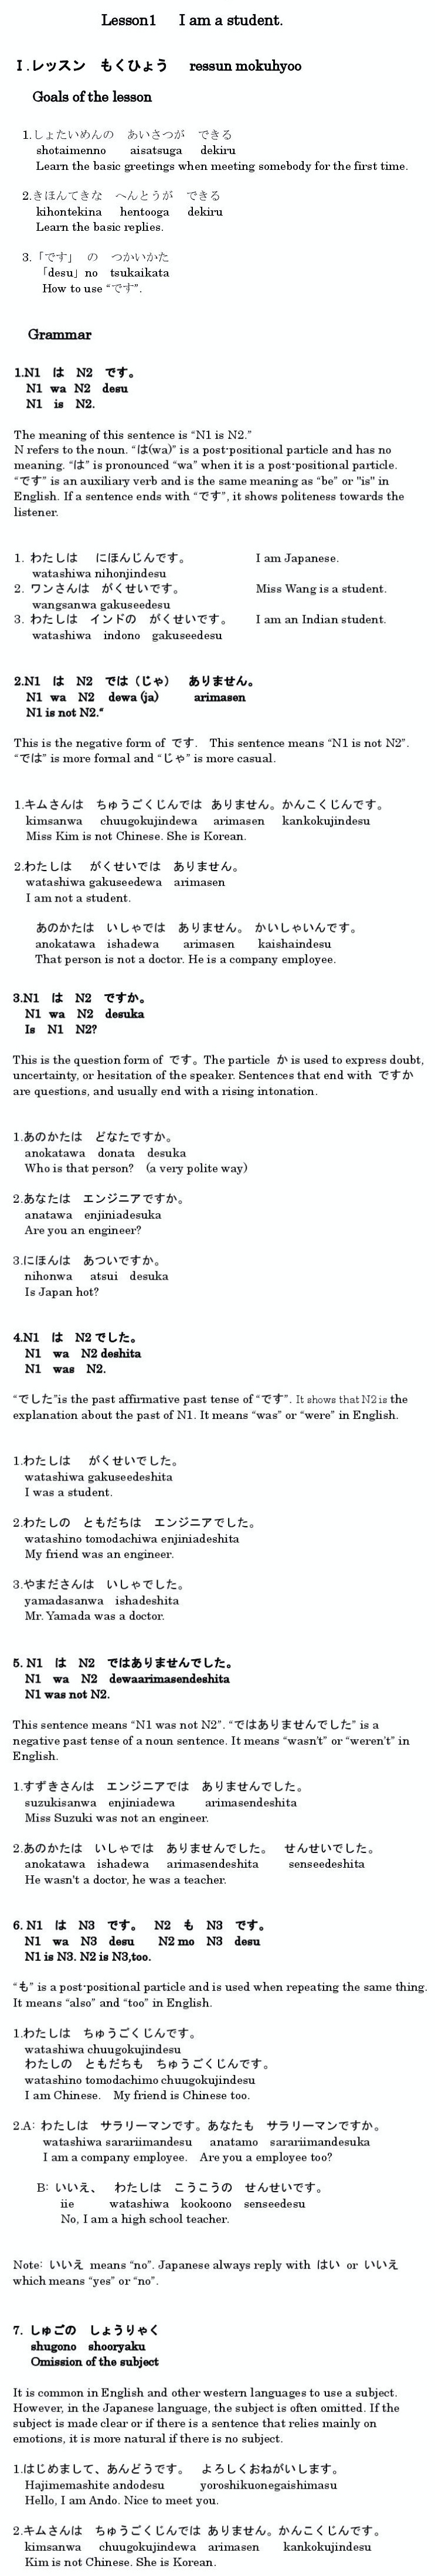 Lesson1 I am a student.
Ⅰ.レッスン もくひょう ressun mokuhyoo
Goals of the lesson
1.しょたいめんの あいさつが できる
shotaimenno aisatsuga dekiru
Learn the basic greetings when meeting somebody for the first time.
2.きほんてきな へんとうが できる
kihontekina hentooga dekiru
Learn the basic replies.
3.「です」 の つかいかた
「desu」no tsukaikata
How to use “です”.
Grammar
1.N1 は N2 です。
N1 wa N2 desu
N1 is N2.
The meaning of this sentence is “N1 is N2.”
N refers to the noun. “は(wa)” is a post-positional particle and has no
meaning. “は” is pronounced “wa” when it is a post-positional particle.
“です” is an auxiliary verb and is the same meaning as “be” or "is" in
English. If a sentence ends with “です”, it shows politeness towards the
listener.
1. わたしは にほんじんです。 I am Japanese.
watashiwa nihonjindesu
2. ワンさんは がくせいです。 Miss Wang is a student.
wangsanwa gakuseedesu
3. わたしは インドの がくせいです。 I am an Indian student.
watashiwa indono gakuseedesu
2.N1 は N2 では（じゃ） ありません。
N1 wa N2 dewa (ja) arimasen
N1 is not N2.“
This is the negative form of です. This sentence means “N1 is not N2”.
“では” is more formal and “じゃ” is more casual.
1.キムさんは ちゅうごくじんでは ありません。かんこくじんです。
kimsanwa chuugokujindewa arimasen kankokujindesu
Miss Kim is not Chinese. She is Korean.
2.わたしは がくせいでは ありません。
watashiwa gakuseedewa arimasen
I am not a student.
あのかたは いしゃでは ありません。 かいしゃいんです。
anokatawa ishadewa arimasen kaishaindesu
That person is not a doctor. He is a company employee.
3.N1 は N2 ですか。
N1 wa N2 desuka
Is N1 N2?
This is the question form of です。The particle か is used to express doubt,
uncertainty, or hesitation of the speaker. Sentences that end with ですか
are questions, and usually end with a rising intonation.
1.あのかたは どなたですか。
anokatawa donata desuka
Who is that person? (a very polite way)
2.あなたは エンジニアですか。
anatawa enjiniadesuka
Are you an engineer?
3.にほんは あついですか。
nihonwa atsui desuka
Is Japan hot?
4.N1 は N2 でした。
N1 wa N2 deshita
N1 was N2.
“でした”is the past affirmative past tense of “です”. It shows that N2 is the
explanation about the past of N1. It means “was” or “were” in English.
1.わたしは がくせいでした。
watashiwa gakuseedeshita
I was a student.
2.わたしの ともだちは エンジニアでした。
watashino tomodachiwa enjiniadeshita
My friend was an engineer.
3.やまださんは いしゃでした。
yamadasanwa ishadeshita
Mr. Yamada was a doctor.
5. N1 は N2 ではありませんでした。
N1 wa N2 dewaarimasendeshita
N1 was not N2.
This sentence means “N1 was not N2”. “ではありませんでした” is a
negative past tense of a noun sentence. It means “wasn't” or “weren't” in
English.
1.すずきさんは エンジニアでは ありませんでした。
suzukisanwa enjiniadewa arimasendeshita
Miss Suzuki was not an engineer.
2.あのかたは いしゃでは ありませんでした。 せんせいでした。
anokatawa ishadewa arimasendeshita senseedeshita
He wasn't a doctor, he was a teacher.
6. N1 は N3 です。 N2 も N3 です。
N1 wa N3 desu N2 mo N3 desu
N1 is N3. N2 is N3,too.
“も” is a post-positional particle and is used when repeating the same thing.
It means “also” and “too” in English.
1.わたしは ちゅうごくじんです。
watashiwa chuugokujindesu
わたしの ともだちも ちゅうごくじんです。
watashino tomodachimo chuugokujindesu
I am Chinese. My friend is Chinese too.
2.A: わたしは サラリーマンです。あなたも サラリーマンですか。
watashiwa sarariimandesu anatamo sarariimandesuka
I am a company employee. Are you a employee too?
B: いいえ、 わたしは こうこうの せんせいです。
iie watashiwa kookoono senseedesu
No, I am a high school teacher.
Note: いいえ means “no”. Japanese always reply with はい or いいえ
which means “yes” or “no”.
7. しゅごの しょうりゃく
shugono shooryaku
Omission of the subject
It is common in English and other western languages to use a subject.
However, in the Japanese language, the subject is often omitted. If the
subject is made clear or if there is a sentence that relies mainly on
emotions, it is more natural if there is no subject.
1.はじめまして、あんどうです。 よろしくおねがいします。
Hajimemashite andodesu yoroshikuonegaishimasu
Hello, I am Ando. Nice to meet you.
2.キムさんは ちゅうごくじんでは ありません。かんこくじんです。
kimsanwa chuugokujindewa arimasen kankokujindesu
Kim is not Chinese. She is Korean.